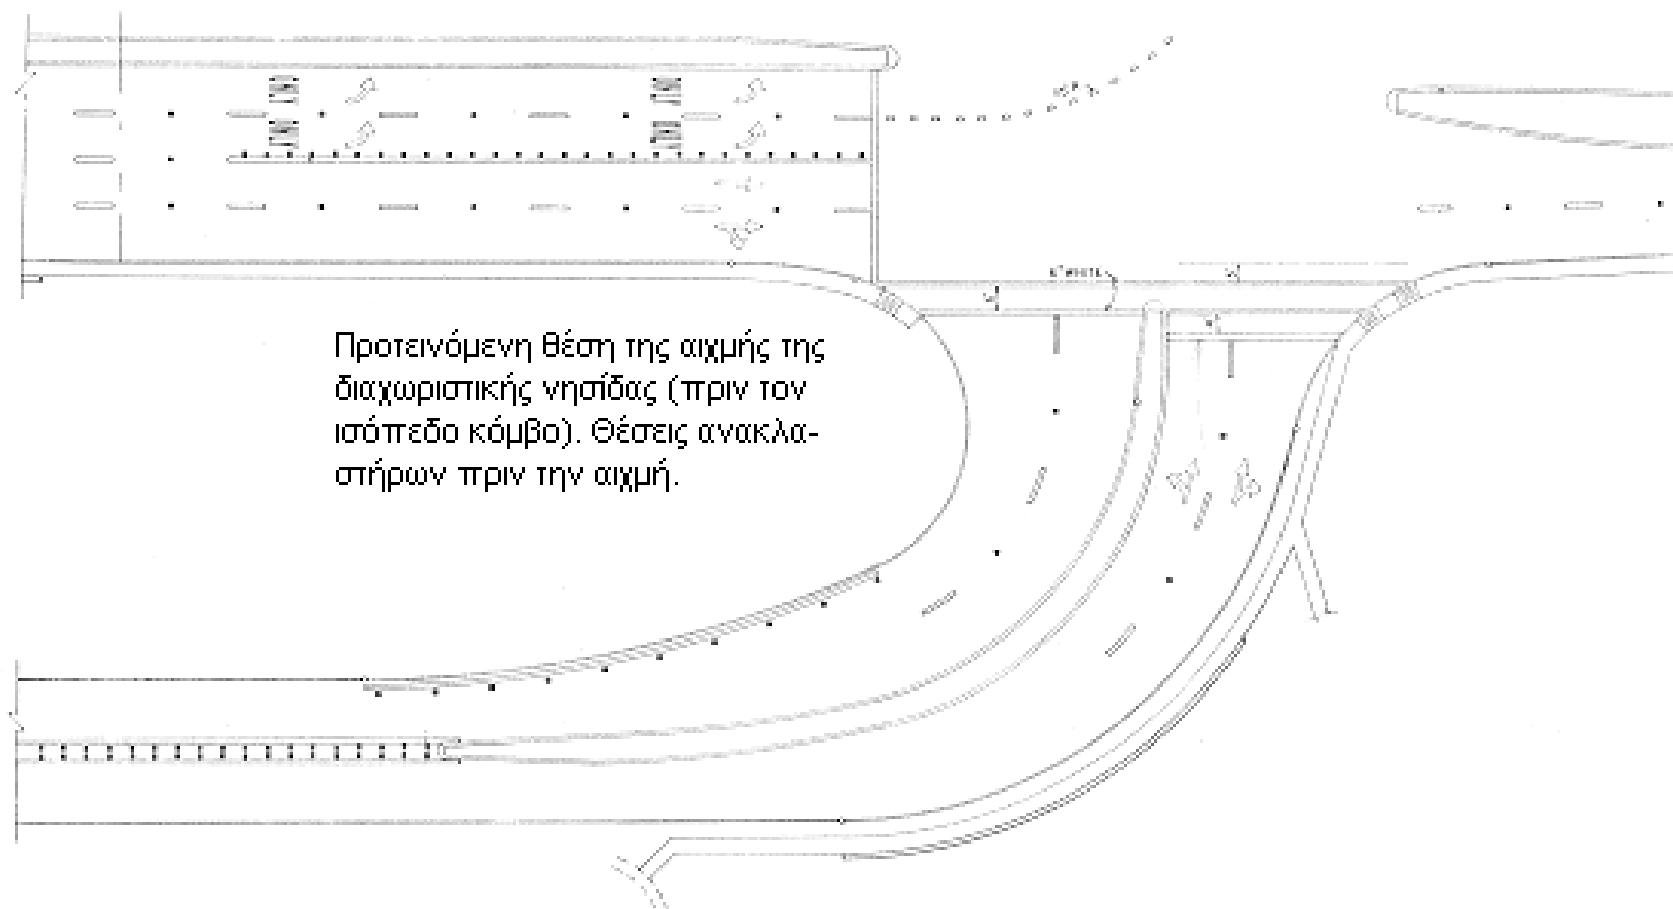 Προτεινόμενη θέση της αιχμής της
διαχωριστικής νησίδας (πριν τον
ισόπεδο κόμβο). Θέσεις ανακλα-
στήρων πριν την αιχμή.